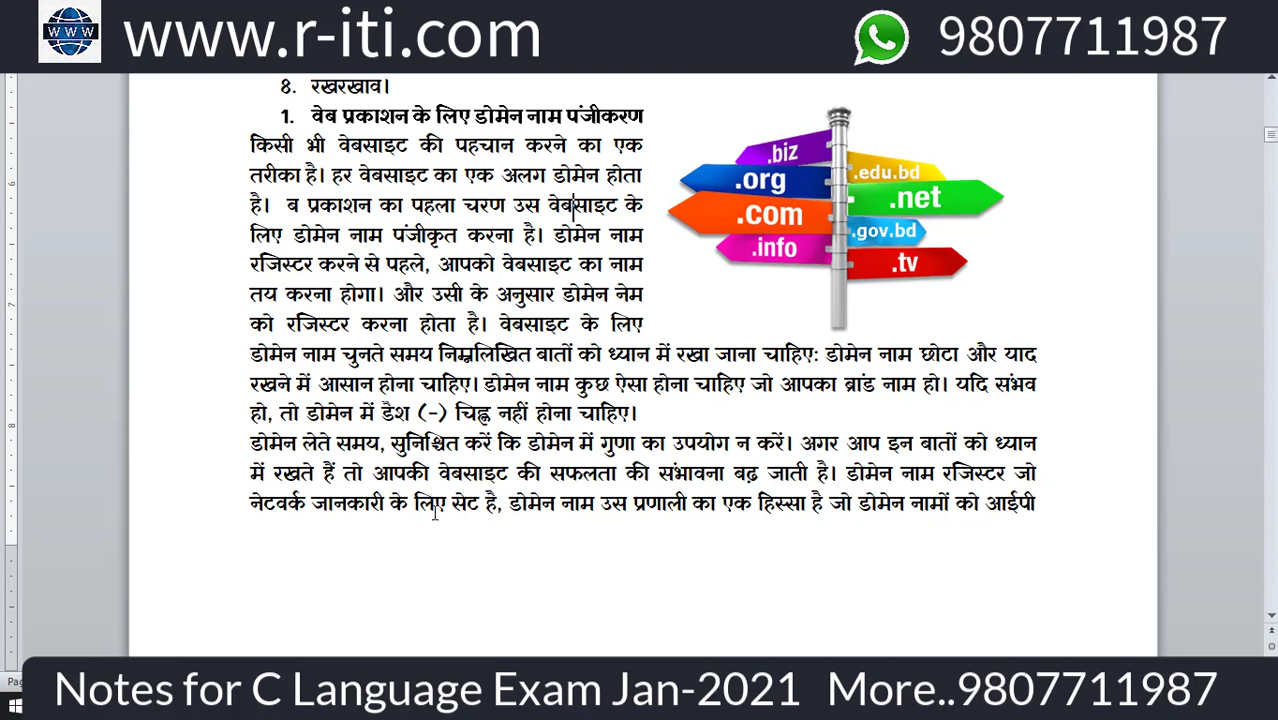 WWW
www.r-iti.com
9807711987
8. रखरखाव।
1. वेब प्रकाशन के लिए डोमेन नाम पंजीकरण
किसी भी वेबसाइट की पहचान करने का एक
तरीका है। हर वेबसाइट का एक अलग डोमेन होता
है। ब प्रकाशन का पहला चरण उस वेबसाइट के
लिए डोमेन नाम पंजीकृत करना है। डोमेन नाम
रजिस्टर करने से पहले, आपको वेबसाइट का नाम
तय करना होगा। और उसी के अनुसार डोमेन नेम
को रजिस्टर करना होता है। वेबसाइट के लिए
.biz
.edu.bd
.org
.net
.com
.gov.bd
.info
.tv
डोमेन नाम चुनते समय निम्नलिखित बातों को ध्यान में रखा जाना चाहिए: डोमेन नाम छोटा और याद
रखने में आसान होना चाहिए। डोमेन नाम कुछ ऐसा होना चाहिए जो आपका ब्रांड नाम हो। यदि संभव
हो, तो डोमेन में डैश (-) चिह्न नहीं होना चाहिए।
डोमेन लेते समय, सुनिश्चित करें कि डोमेन में गुणा का उपयोग न करें। अगर आप इन बातों को ध्यान
में रखते हैं तो आपकी वेबसाइट की सफलता की संभावना बढ़ जाती है। डोमेन नाम रजिस्टर जो
नेटवर्क जानकारी के लिए सेट है, डोमेन नाम उस प्रणाली का एक हिस्सा है जो डोमेन नामों को आईपी
Notes for C Language Exam Jan-2021 More..9807711987